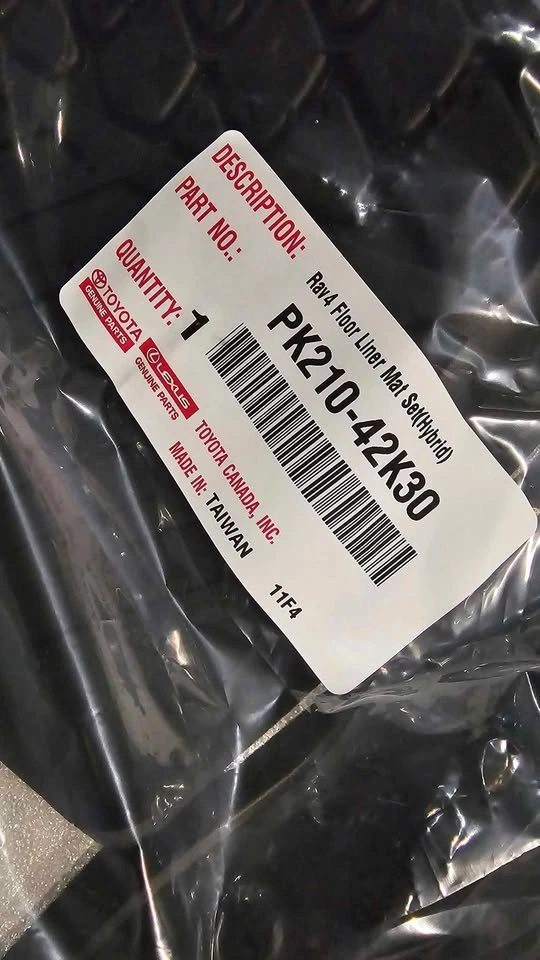 DESCRIPTION:
Rav4 Floor Liner Mat Set(Hybrid)
PART NO.:
PK210-42K30
QUANTITY: 1
TOYOTA
GENUINE PARTS
LEXUS
GENUINE PARTS
TOYOTA CANADA, INC.
MADE IN: TAIWAN
11F4